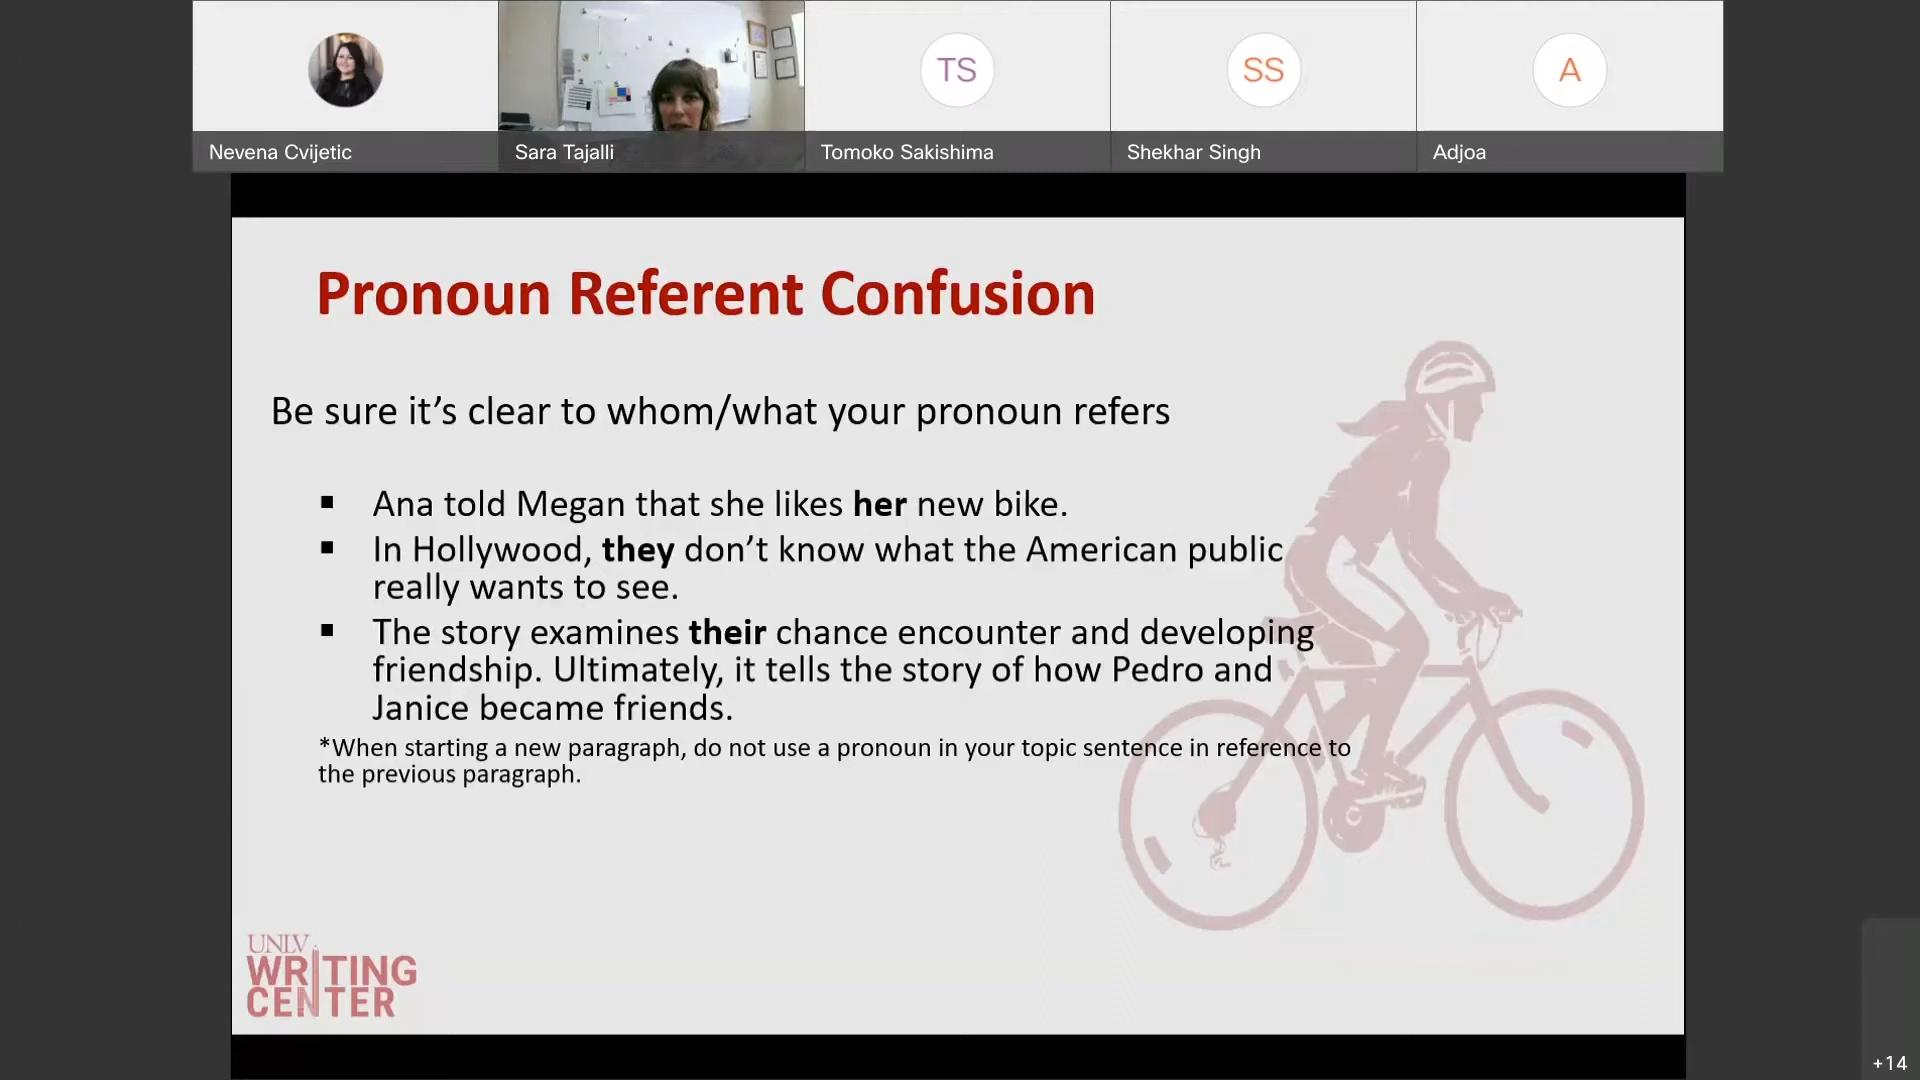 TS
SS
A
Nevena Cvijetic
Sara Tajalli
Tomoko Sakishima
Shekhar Singh
Adjoa
Pronoun Referent Confusion
Be sure it’s clear to whom/what your pronoun refers
▪ Ana told Megan that she likes her new bike.
▪ In Hollywood, they don’t know what the American public
really wants to see.
▪ The story examines their chance encounter and developing
friendship. Ultimately, it tells the story of how Pedro and
Janice became friends.
*When starting a new paragraph, do not use a pronoun in your topic sentence in reference to
the previous paragraph.
UNLV
WRITING
CENTER
+14